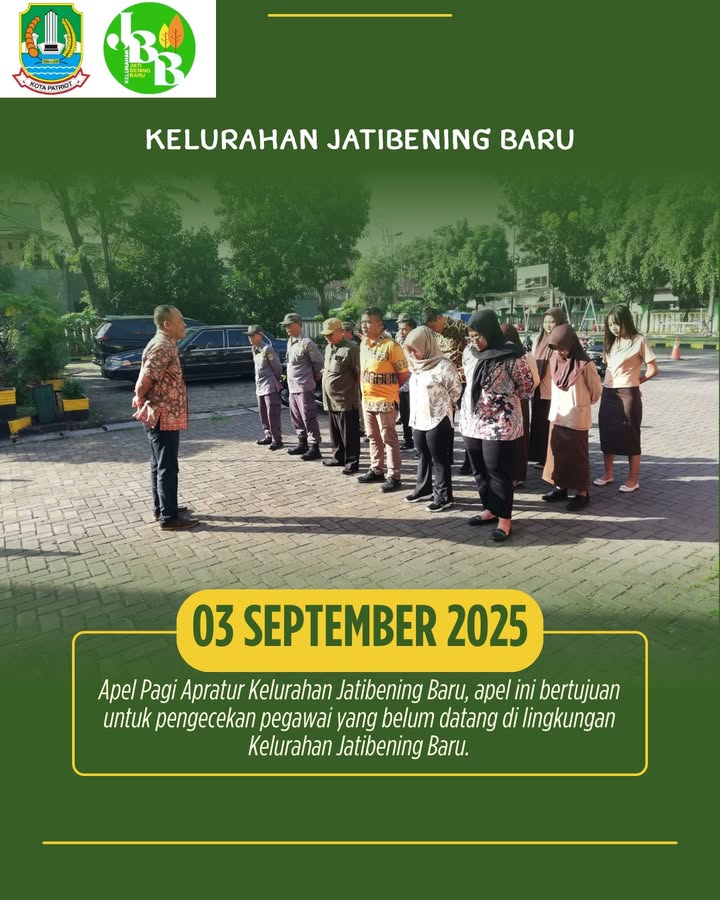 KOTA PATRIOT
JBB
KELURAHAN
JATI
BENING
BARU
KELURAHAN JATIBENING BARU
03 SEPTEMBER 2025
Apel Pagi Apratur Kelurahan Jatibening Baru, apel ini bertujuan
untuk pengecekan pegawai yang belum datang di lingkungan
Kelurahan Jatibening Baru.